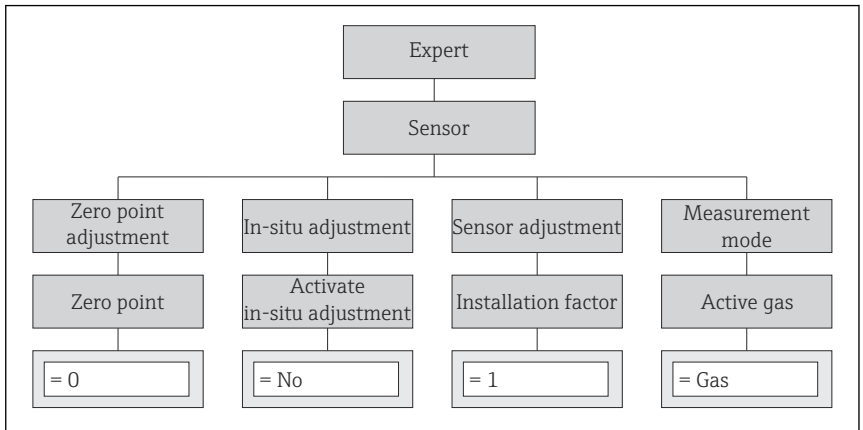 Expert
Sensor
Zero point
adjustment
In-situ adjustment
Sensor adjustment
Measurement
mode
Zero point
Activate
in-situ adjustment
Installation factor
Active gas
= 0
= No
= 1
= Gas